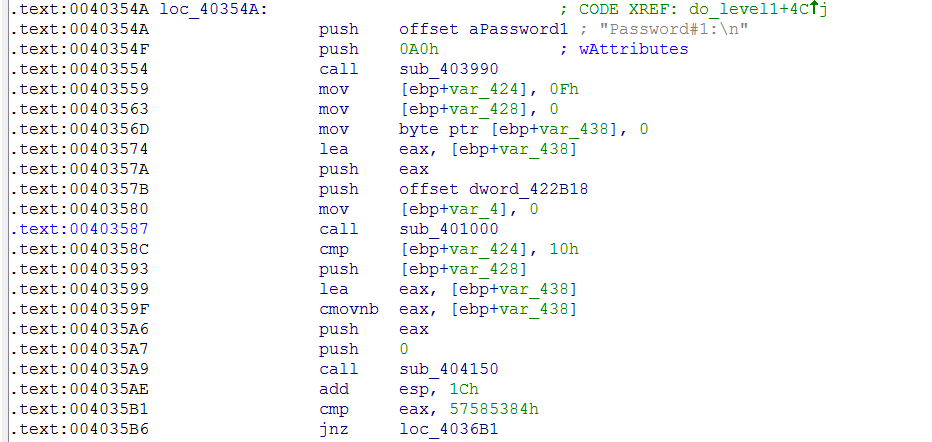 .text:0040354A loc_40354A: ; CODE XREF: do_level1+4C↑j
.text:0040354A push offset aPassword1 ; "Password#1:\n"
.text:0040354F push 0A0h ; wAttributes
.text:00403554 call sub_403990
.text:00403559 mov [ebp+var_424], 0Fh
.text:00403563 mov [ebp+var_428], 0
.text:0040356D mov byte ptr [ebp+var_438], 0
.text:00403574 lea eax, [ebp+var_438]
.text:0040357A push eax
.text:0040357B push offset dword_422B18
.text:00403580 mov [ebp+var_4], 0
.text:00403587 call sub_401000
.text:0040358C cmp [ebp+var_424], 10h
.text:00403593 push [ebp+var_428]
.text:00403599 lea eax, [ebp+var_438]
.text:0040359F cmovnb eax, [ebp+var_438]
.text:004035A6 push eax
.text:004035A7 push 0
.text:004035A9 call sub_404150
.text:004035AE add esp, 1Ch
.text:004035B1 cmp eax, 57585384h
.text:004035B6 jnz loc_4036B1